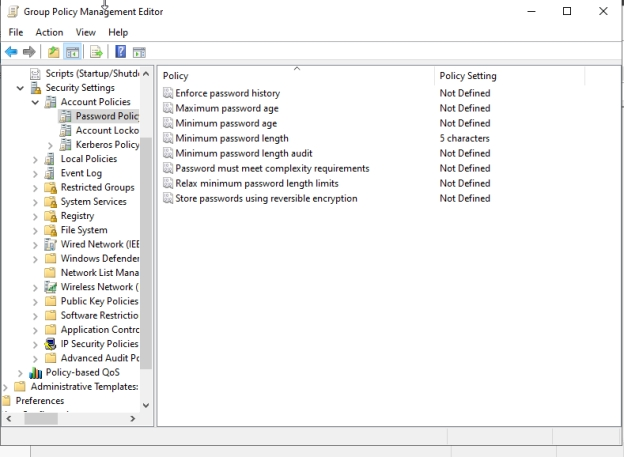 Group Policy Management Editor
File Action View Help
Scripts (Startup/Shutd
Security Settings
Account Policies
Password Polic
Account Locko
Kerberos Policy
Local Policies
Event Log
Restricted Groups
System Services
Registry
File System
Wired Network (IEE
Windows Defender
Network List Mana
Wireless Network (
Public Key Policies
Software Restrictio
Application Contro
IP Security Policies
Advanced Audit Po
Policy-based QoS
Administrative Templates:
Preferences
Policy Policy Setting
Enforce password history Not Defined
Maximum password age Not Defined
Minimum password age Not Defined
Minimum password length 5 characters
Minimum password length audit Not Defined
Password must meet complexity requirements Not Defined
Relax minimum password length limits Not Defined
Store passwords using reversible encryption Not Defined